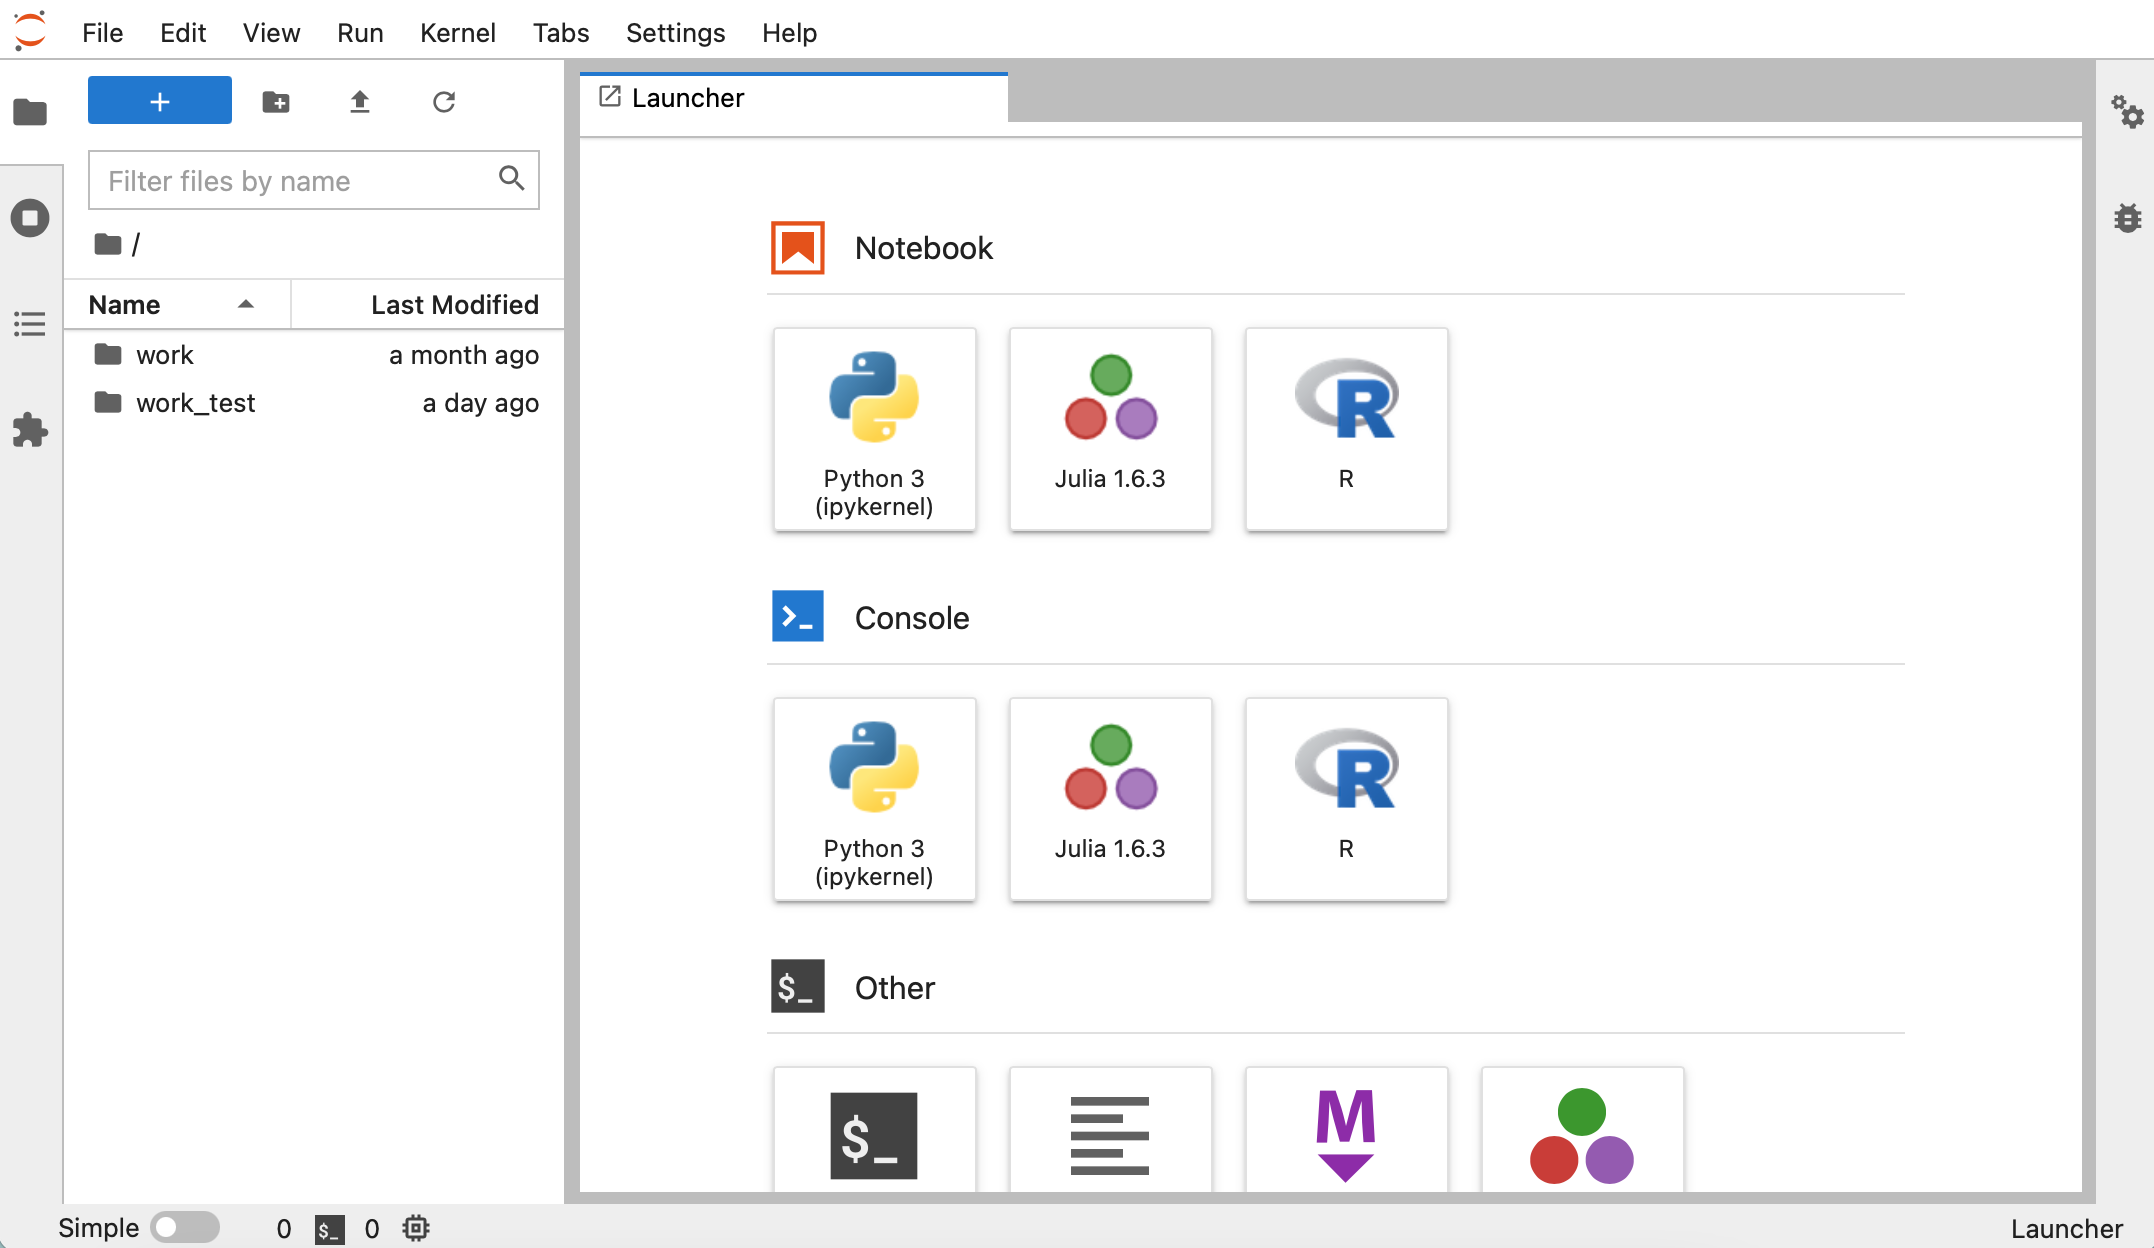 File Edit View Run Kernel Tabs Settings Help
+
Filter files by name
/
Name Last Modified
work a month ago
work_test a day ago
Launcher
Notebook
Python 3
(ipykernel)
Julia 1.6.3
R
Console
Python 3
(ipykernel)
Julia 1.6.3
R
$_ Other
$_
M
Simple 0 $_ 0
Launcher